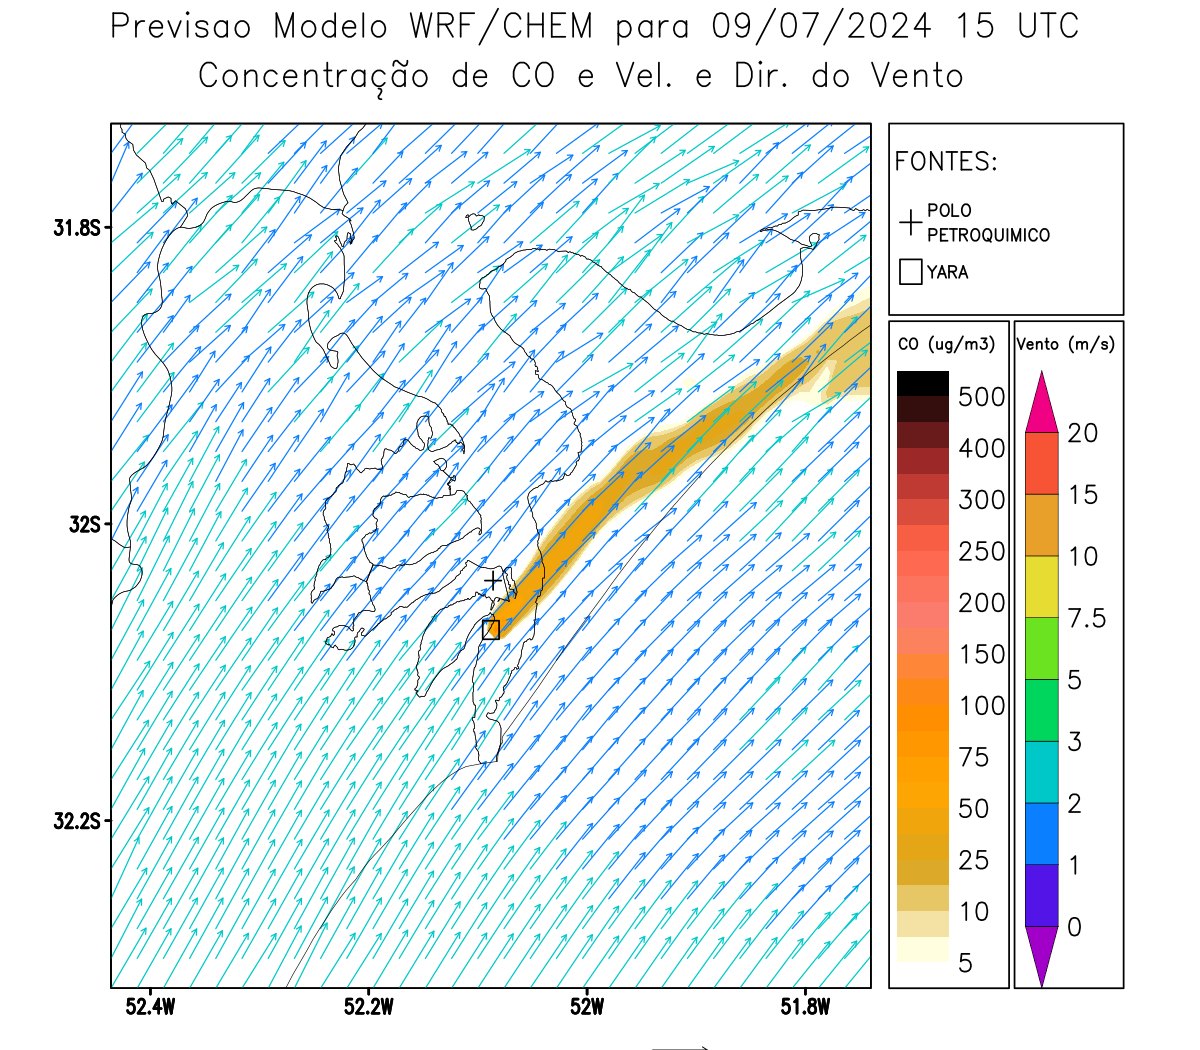 Previsao Modelo WRF/CHEM para 09/07/2024 15 UTC
Concentração de CO e Vel. e Dir. do Vento
FONTES:
POLO
PETROQUIMICO
YARA
31.8S
32S
32.2S
52.4W
52.2W
52W
51.8W
CO (ug/m3)
500
400
300
250
200
150
100
75
50
25
10
5
Vento (m/s)
20
15
10
7.5
5
3
2
1
0